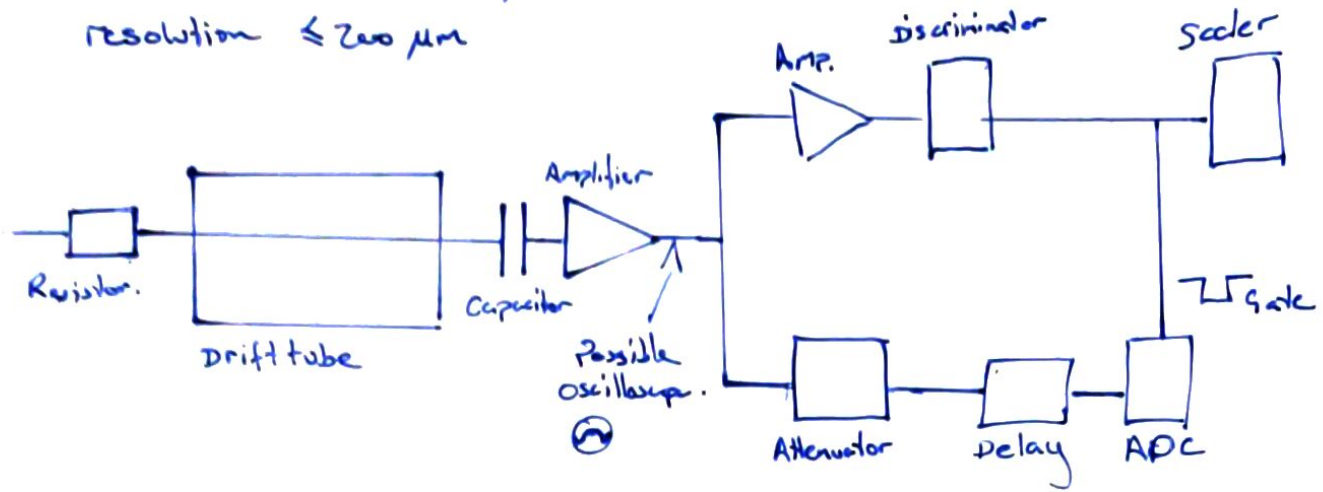 resolution ≤ 200 μm
Discriminator
Scaler
Amp.
Amplifier
Resistor.
Capacitor
Gate
Drift tube
Possible
Oscilloscope.
Attenuator
Delay
ADC